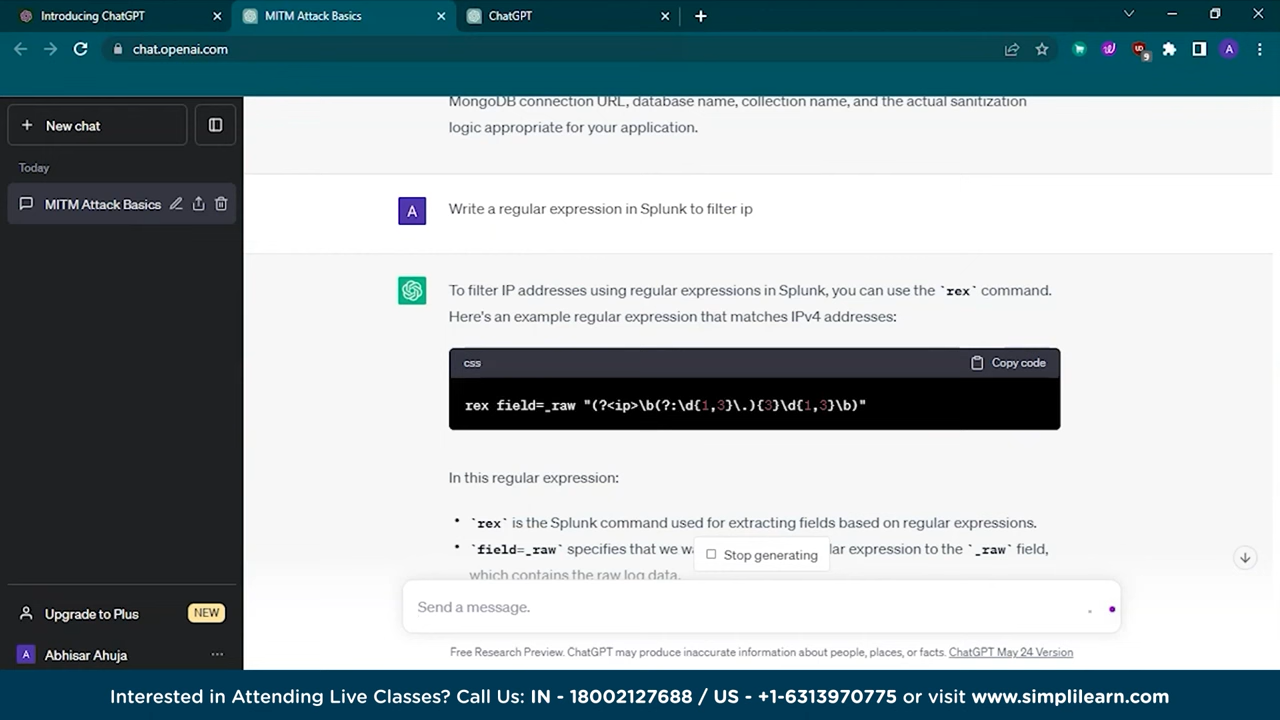 Introducing ChatGPT
MITM Attack Basics
ChatGPT
chat.openai.com
9
A
New chat
Today
MITM Attack Basics
MongoDB connection URL, database name, collection name, and the actual sanitization
logic appropriate for your application.
A
Write a regular expression in Splunk to filter ip
To filter IP addresses using regular expressions in Splunk, you can use the `rex` command.
Here's an example regular expression that matches IPv4 addresses:
css
Copy code
rex field=_raw "(?<ip>\b(?:\d{1,3}\.){3}\d{1,3}\b)"
In this regular expression:
• `rex` is the Splunk command used for extracting fields based on regular expressions.
• `field=_raw` specifies that we
Stop generating
expression to the `_raw` field,
which contains the raw log data.
Send a message.
Free Research Preview. ChatGPT may produce inaccurate information about people, places, or facts. ChatGPT May 24 Version
Upgrade to Plus
NEW
A
Abhisar Ahuja
Interested in Attending Live Classes? Call Us: IN - 18002127688 / US - +1-6313970775 or visit www.simplilearn.com